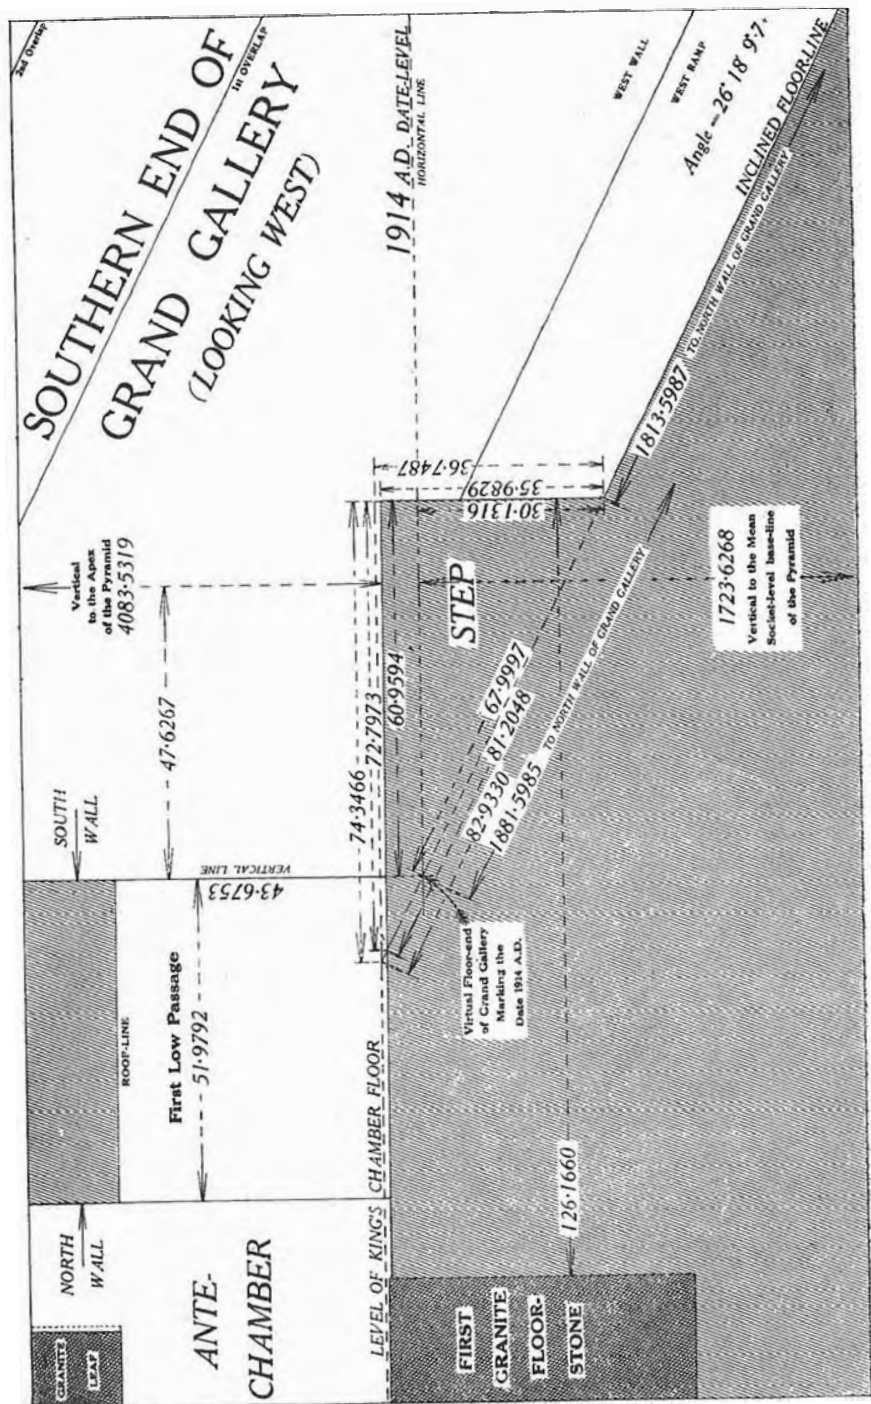 2nd Overlap
1st OVERLAP
SOUTHERN END OF
GRAND GALLERY
(LOOKING WEST)
1914 A.D. DATE-LEVEL
HORIZONTAL LINE
WEST WALL
WEST RAMP
Angle = 26° 18′ 9″·7 +
INCLINED FLOOR-LINE
1813·5987 TO NORTH WALL OF GRAND GALLERY
Vertical
to the Apex
of the Pyramid
4083·5319
47·6267
SOUTH
WALL
VERTICAL LINE
43·6753
ROOF-LINE
First Low Passage
51·9792
NORTH
WALL
GRANITE
LEAF
ANTE-
CHAMBER
LEVEL OF KING'S CHAMBER FLOOR
36·7487
35·9829
30·1316
74·3466
72·7973
60·9594
STEP
67·9997
81·2048
82·9330
1881·5985 TO NORTH WALL OF GRAND GALLERY
Virtual Floor-end
of Grand Gallery
Marking the
Date 1914 A.D.
1723·6268
Vertical to the Mean
Socket-level base-line
of the Pyramid
126·1660
FIRST
GRANITE
FLOOR-
STONE